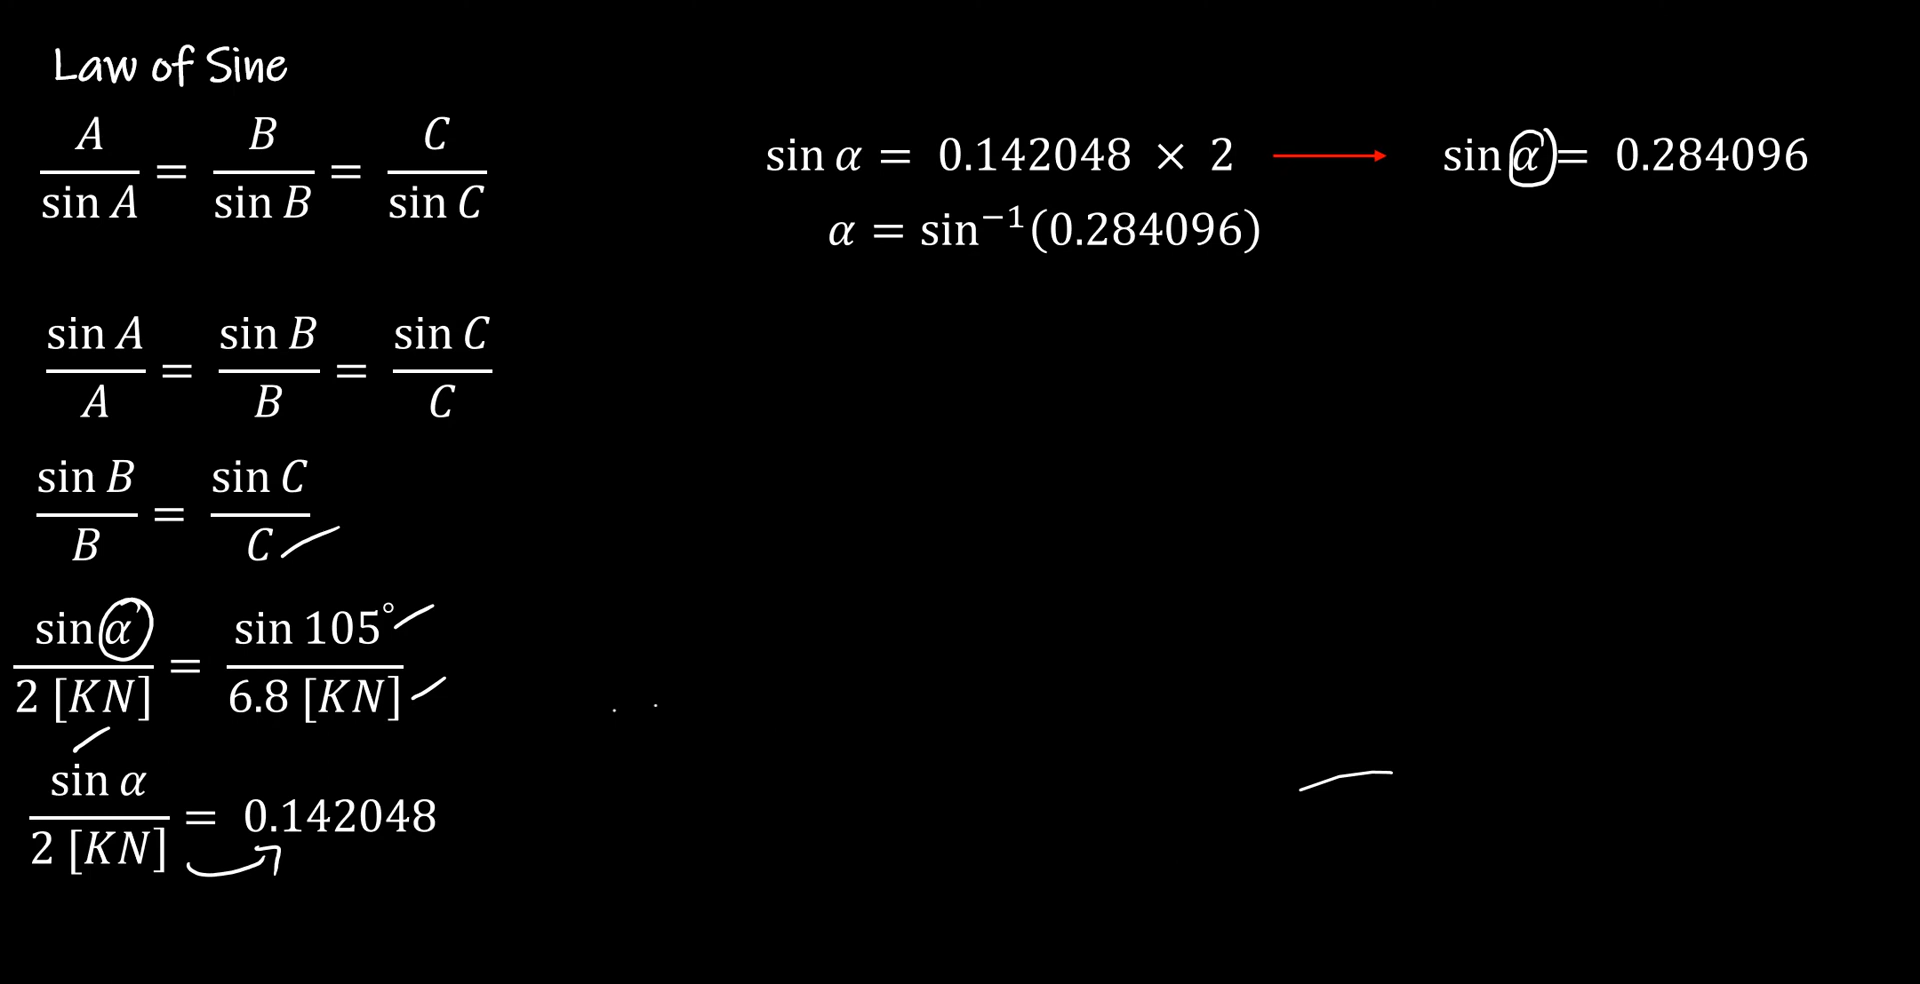 Law of Sine
A/sin A = B/sin B = C/sin C
sin A/A = sin B/B = sin C/C
sin B/B = sin C/C
sin α/2 [KN] = sin 105°/6.8 [KN]
sin α/2 [KN] = 0.142048
sin α = 0.142048 × 2 → sin α = 0.284096
α = sin⁻¹(0.284096)